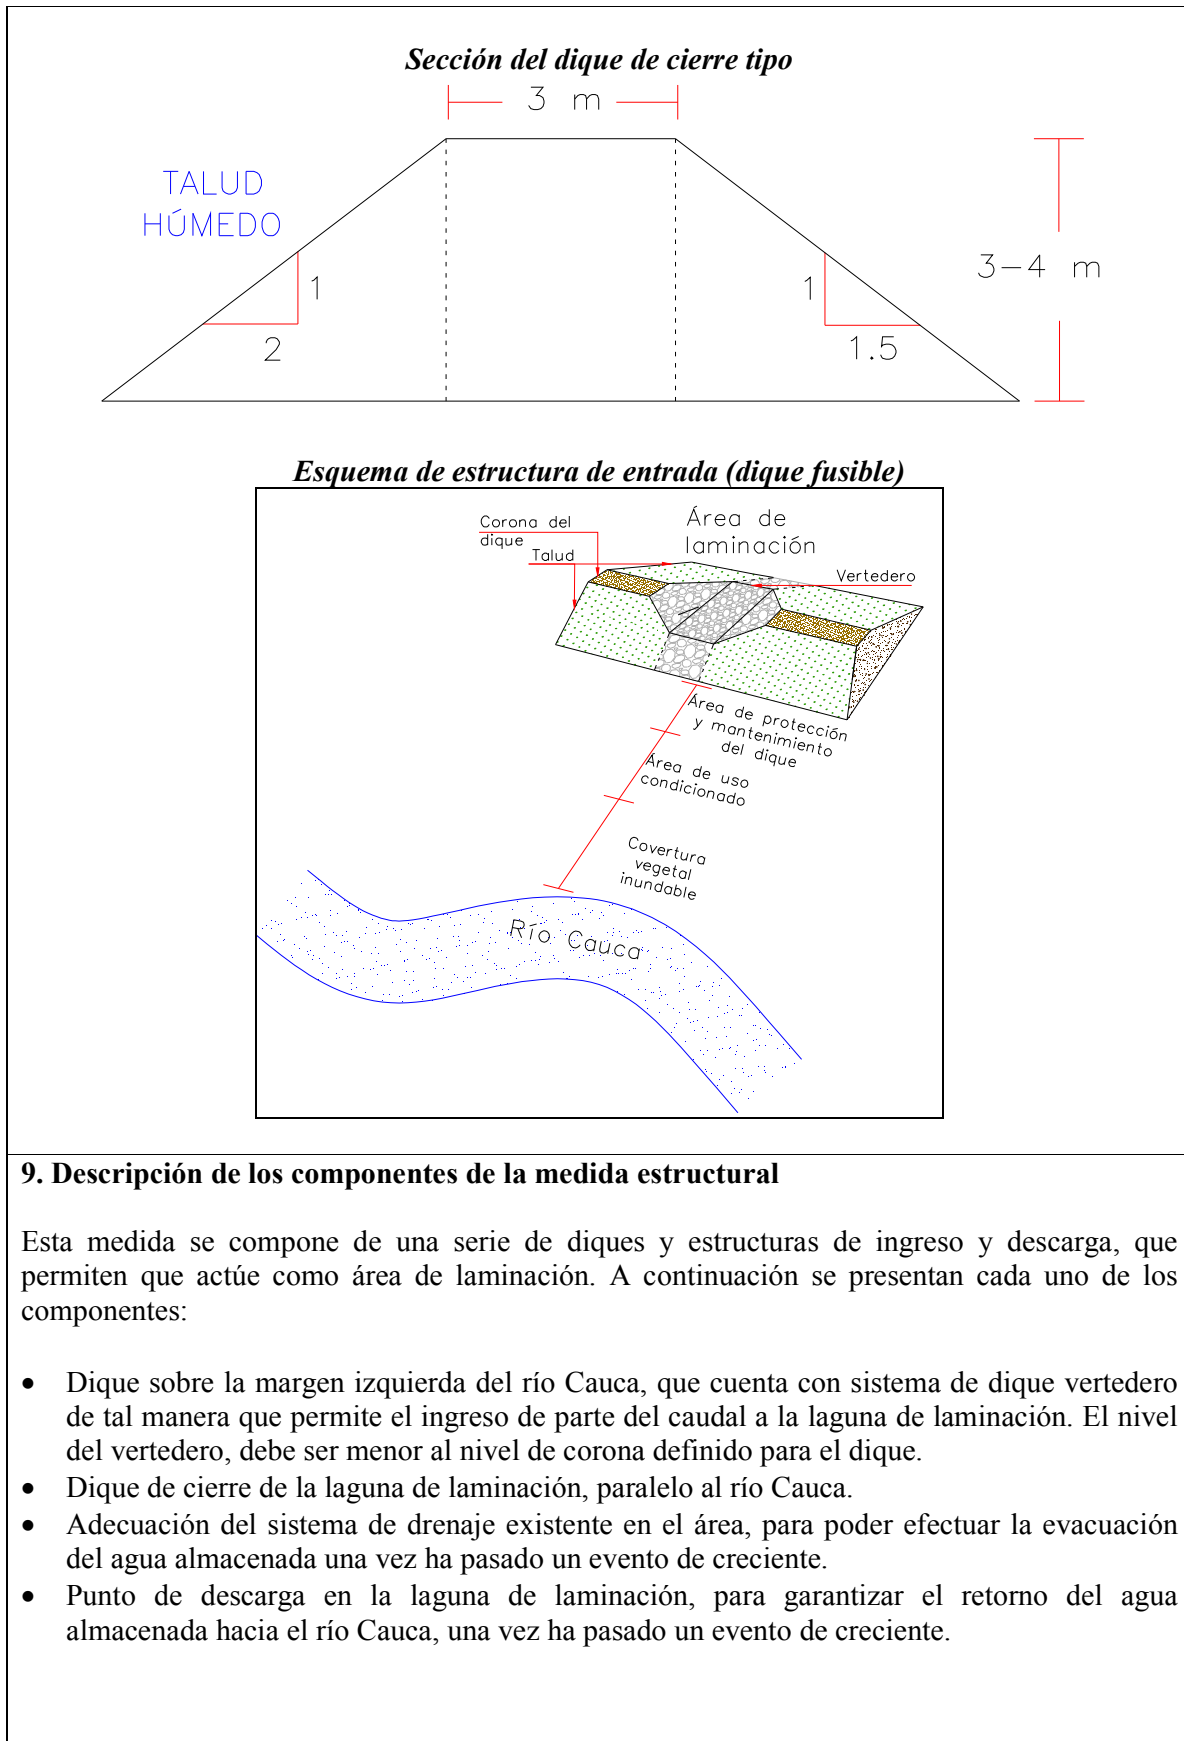 Sección del dique de cierre tipo
3 m
TALUD
HÚMEDO
1
2
1
1.5
3-4 m
Esquema de estructura de entrada (dique fusible)
Corona del
dique
Talud
Área de
laminación
Vertedero
Área de protección
y mantenimiento
del dique
Área de uso
condicionado
Covertura
vegetal
inundable
Río Cauca
9. Descripción de los componentes de la medida estructural
Esta medida se compone de una serie de diques y estructuras de ingreso y descarga, que
permiten que actúe como área de laminación. A continuación se presentan cada uno de los
componentes:
• Dique sobre la margen izquierda del río Cauca, que cuenta con sistema de dique vertedero
de tal manera que permite el ingreso de parte del caudal a la laguna de laminación. El nivel
del vertedero, debe ser menor al nivel de corona definido para el dique.
• Dique de cierre de la laguna de laminación, paralelo al río Cauca.
• Adecuación del sistema de drenaje existente en el área, para poder efectuar la evacuación
del agua almacenada una vez ha pasado un evento de creciente.
• Punto de descarga en la laguna de laminación, para garantizar el retorno del agua
almacenada hacia el río Cauca, una vez ha pasado un evento de creciente.